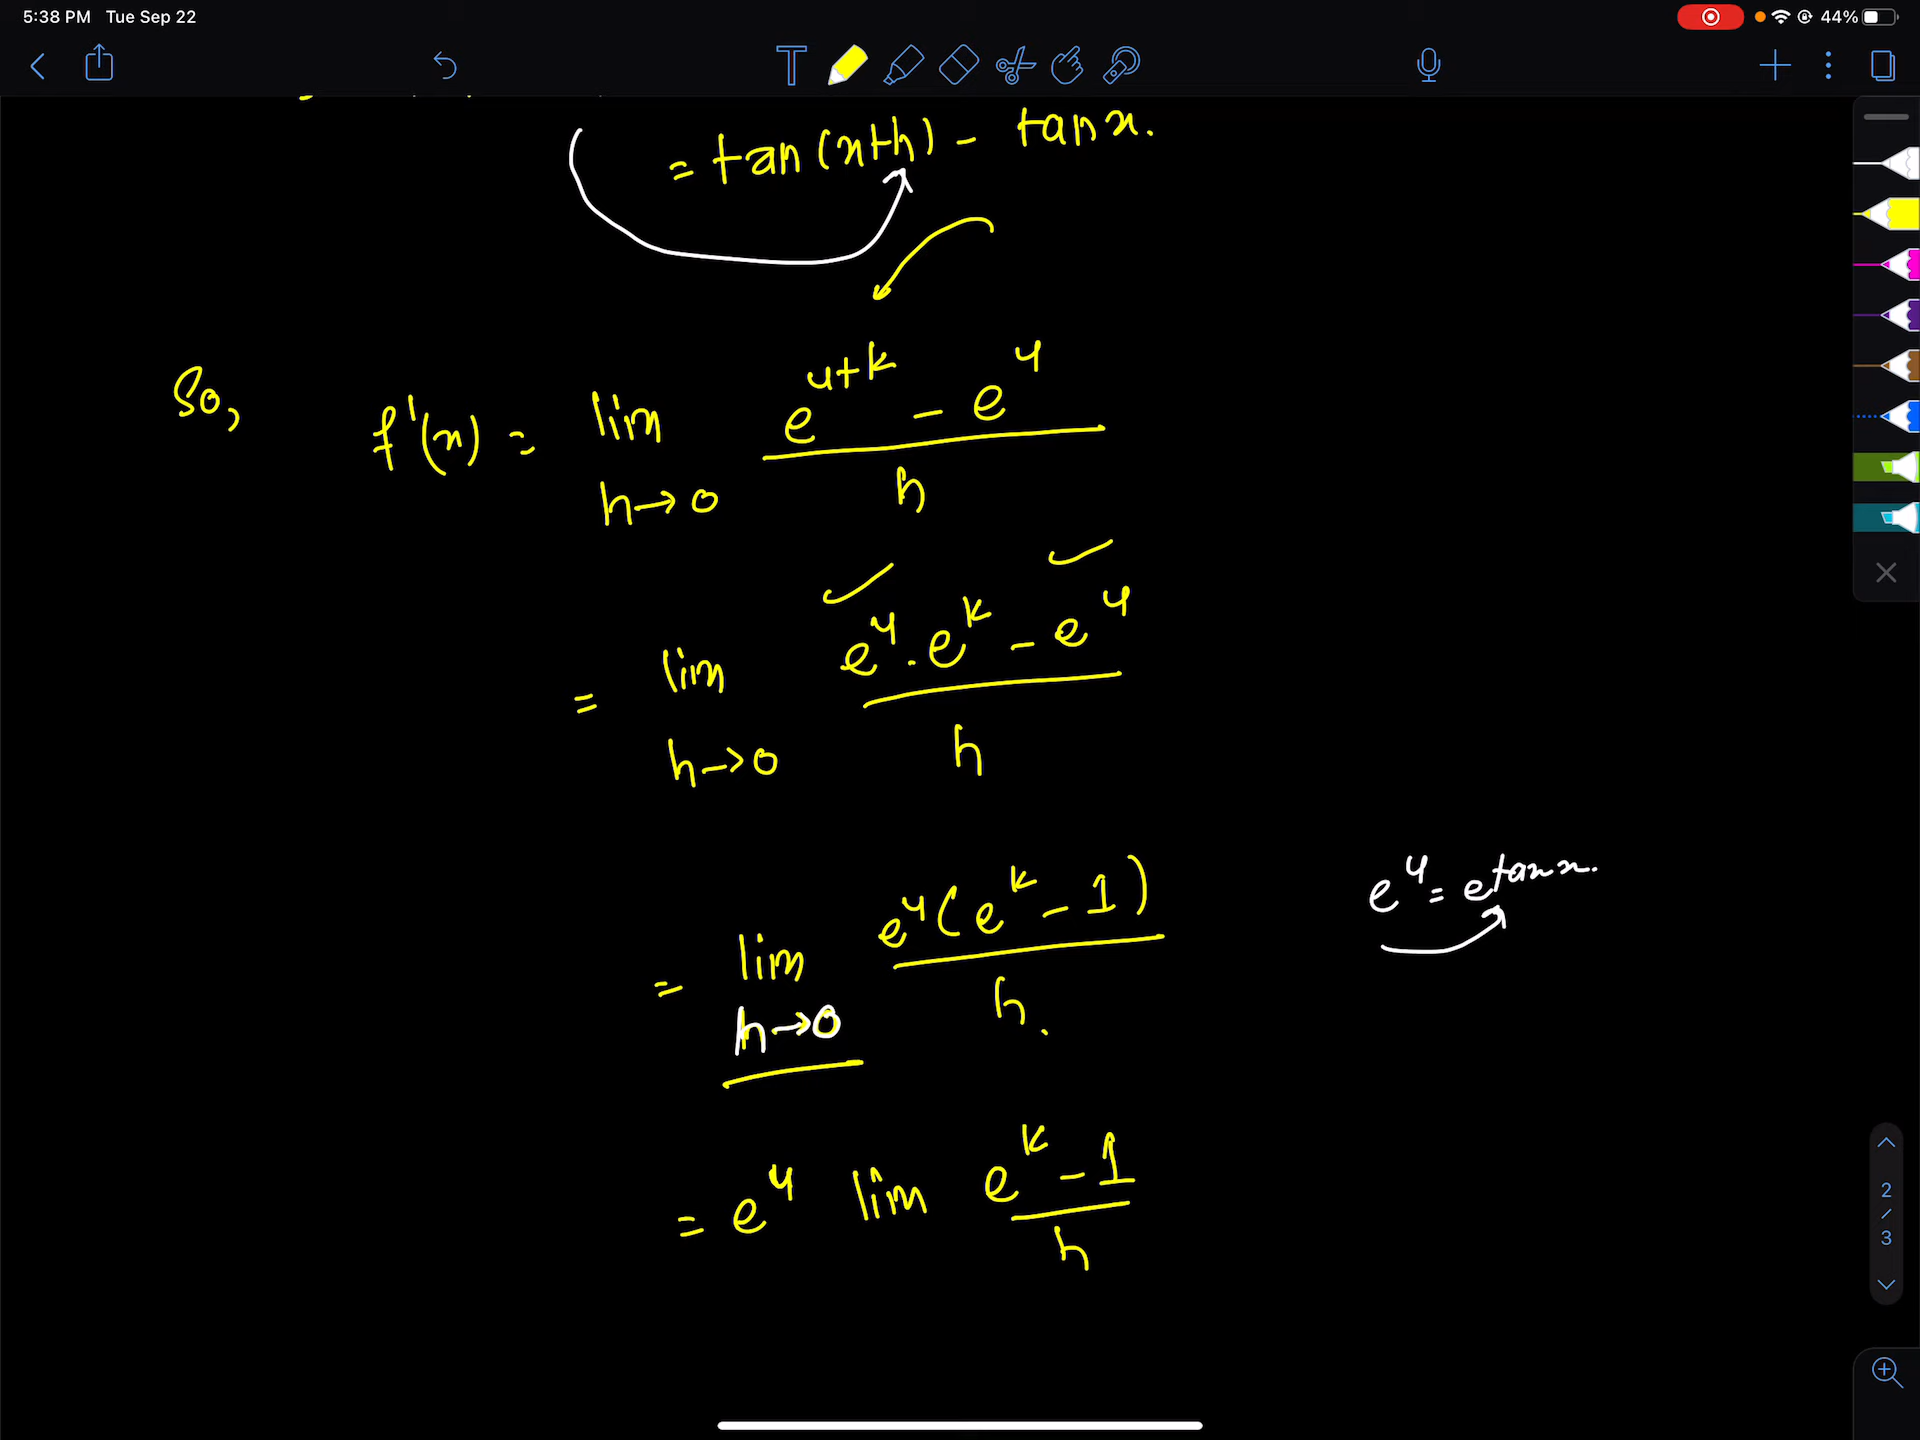 5:38 PM Tue Sep 22
44%
= tan(x+h) - tan x.
So, f'(x) = lim h→0 (e^{u+k} - e^u) / h
= lim h→0 (e^u . e^k - e^u) / h
= lim h→0 e^u (e^k - 1) / h.
e^u = e^{tan x}.
= e^u lim (e^k - 1) / h
2 / 3